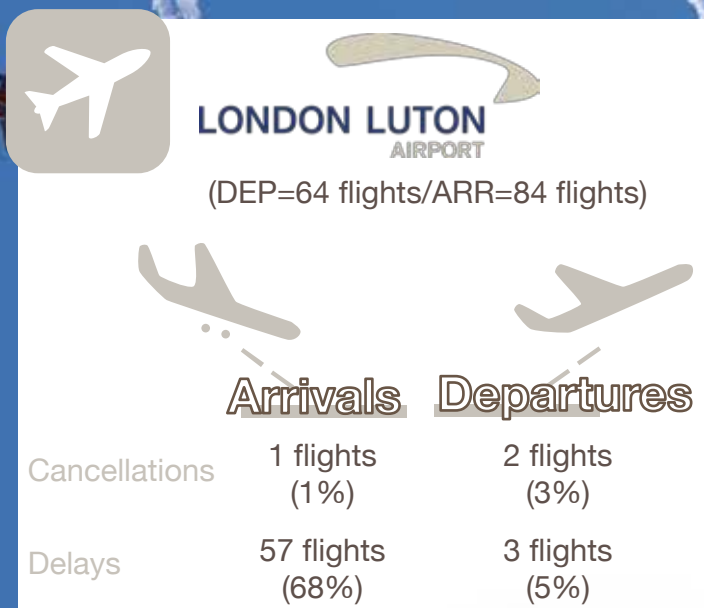 LONDON LUTON
AIRPORT
(DEP=64 flights/ARR=84 flights)
Arrivals Departures
Cancellations 1 flights (1%) 2 flights (3%)
Delays 57 flights (68%) 3 flights (5%)